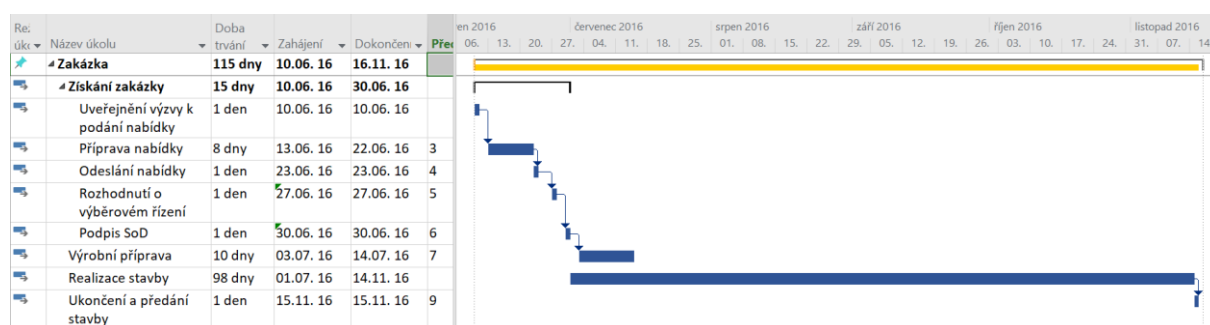 Rež
úkc Název úkolu Doba
trvání Zahájení Dokončení Před
en 2016 červenec 2016 srpen 2016 září 2016 říjen 2016 listopad 2016
06. 13. 20. 27. 04. 11. 18. 25. 01. 08. 15. 22. 29. 05. 12. 19. 26. 03. 10. 17. 24. 31. 07. 14
Zakázka 115 dny 10.06. 16 16.11. 16
Získání zakázky 15 dny 10.06. 16 30.06. 16
Uveřejnění výzvy k 1 den 10.06. 16 10.06. 16
podání nabídky
Příprava nabídky 8 dny 13.06. 16 22.06. 16 3
Odeslání nabídky 1 den 23.06. 16 23.06. 16 4
Rozhodnutí o 1 den 27.06. 16 27.06. 16 5
výběrovém řízení
Podpis SoD 1 den 30.06. 16 30.06. 16 6
Výrobní příprava 10 dny 03.07. 16 14.07. 16 7
Realizace stavby 98 dny 01.07. 16 14.11. 16
Ukončení a předání 1 den 15.11. 16 15.11. 16 9
stavby